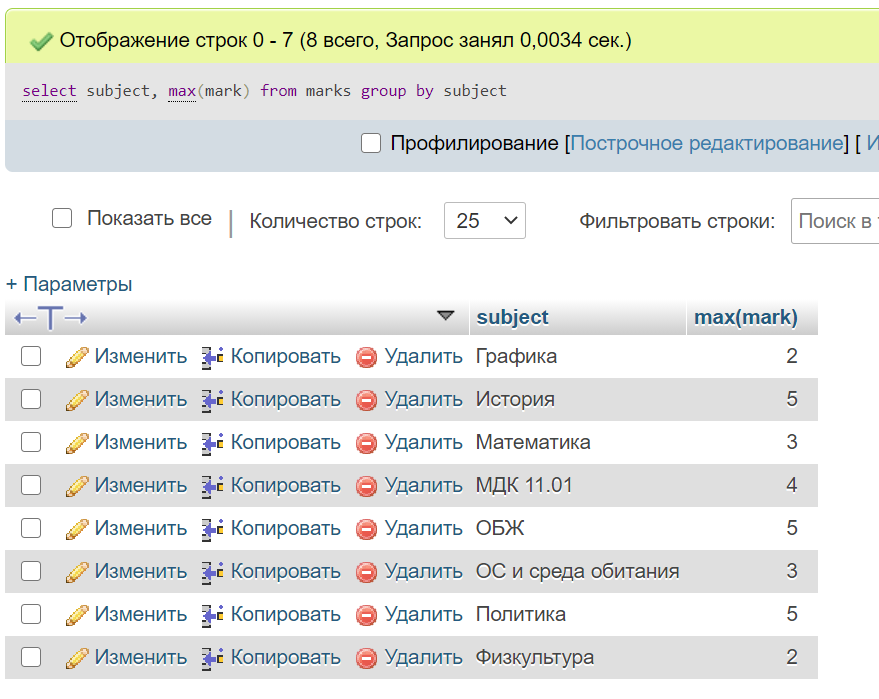 Отображение строк 0 - 7 (8 всего, Запрос занял 0,0034 сек.)
select subject, max(mark) from marks group by subject
Профилирование [Построчное редактирование] [ И
Показать все | Количество строк: 25 Фильтровать строки: Поиск в
+ Параметры
←T→ subject max(mark)
Изменить Копировать Удалить Графика 2
Изменить Копировать Удалить История 5
Изменить Копировать Удалить Математика 3
Изменить Копировать Удалить МДК 11.01 4
Изменить Копировать Удалить ОБЖ 5
Изменить Копировать Удалить ОС и среда обитания 3
Изменить Копировать Удалить Политика 5
Изменить Копировать Удалить Физкультура 2